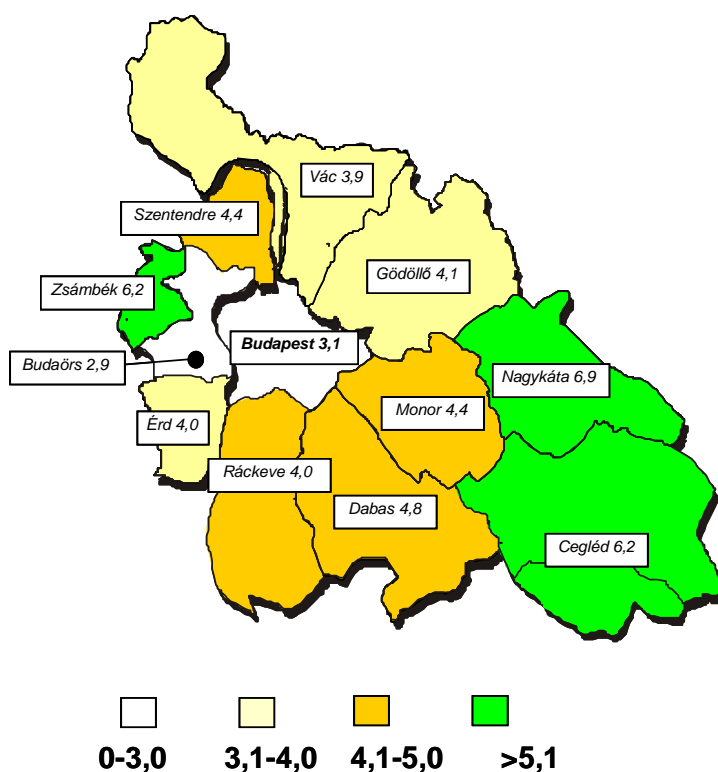 Vác 3,9
Szentendre 4,4
Gödöllő 4,1
Zsámbék 6,2
Budapest 3,1
Budaörs 2,9
Nagykáta 6,9
Monor 4,4
Érd 4,0
Ráckeve 4,0
Dabas 4,8
Cegléd 6,2
0-3,0 3,1-4,0 4,1-5,0 >5,1